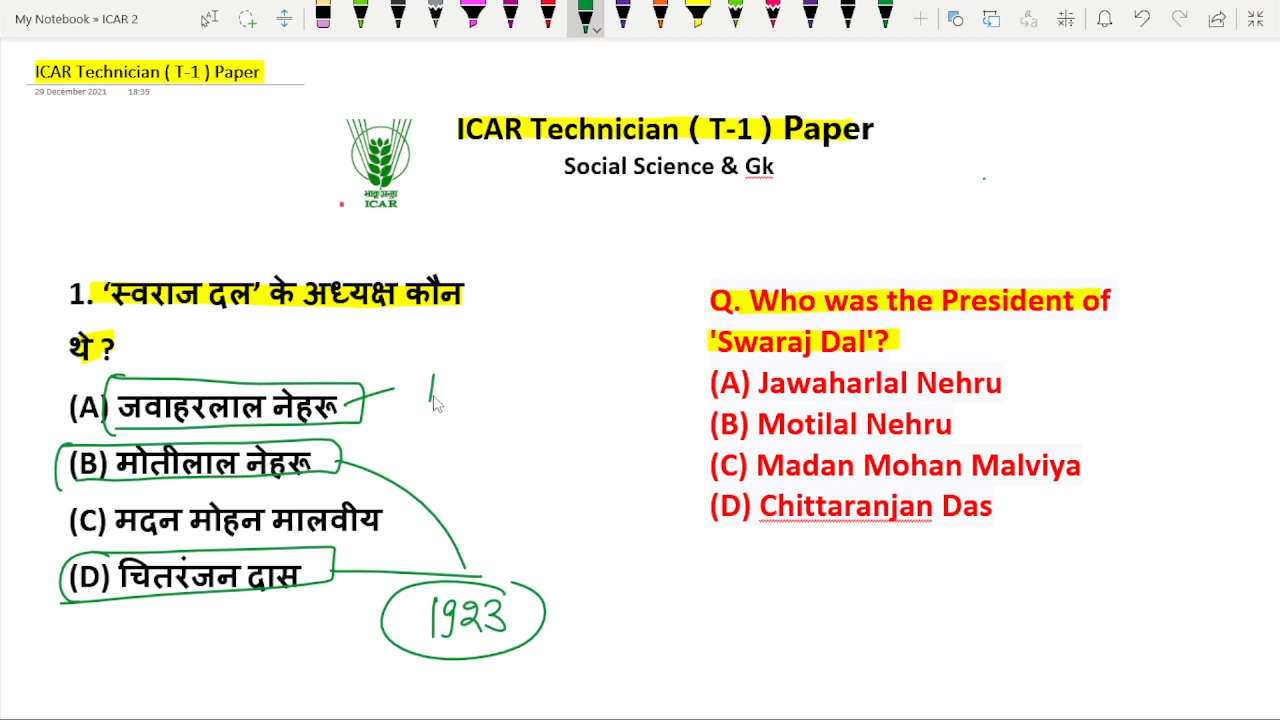 My Notebook » ICAR 2
ICAR Technician ( T-1 ) Paper
29 December 2021 18:35
ICAR Technician ( T-1 ) Paper
Social Science & Gk
भाकृअनुप
ICAR
1. ‘स्वराज दल’ के अध्यक्ष कौन
थे ?
(A) जवाहरलाल नेहरू
(B) मोतीलाल नेहरू
(C) मदन मोहन मालवीय
(D) चितरंजन दास
1923
Q. Who was the President of
'Swaraj Dal'?
(A) Jawaharlal Nehru
(B) Motilal Nehru
(C) Madan Mohan Malviya
(D) Chittaranjan Das